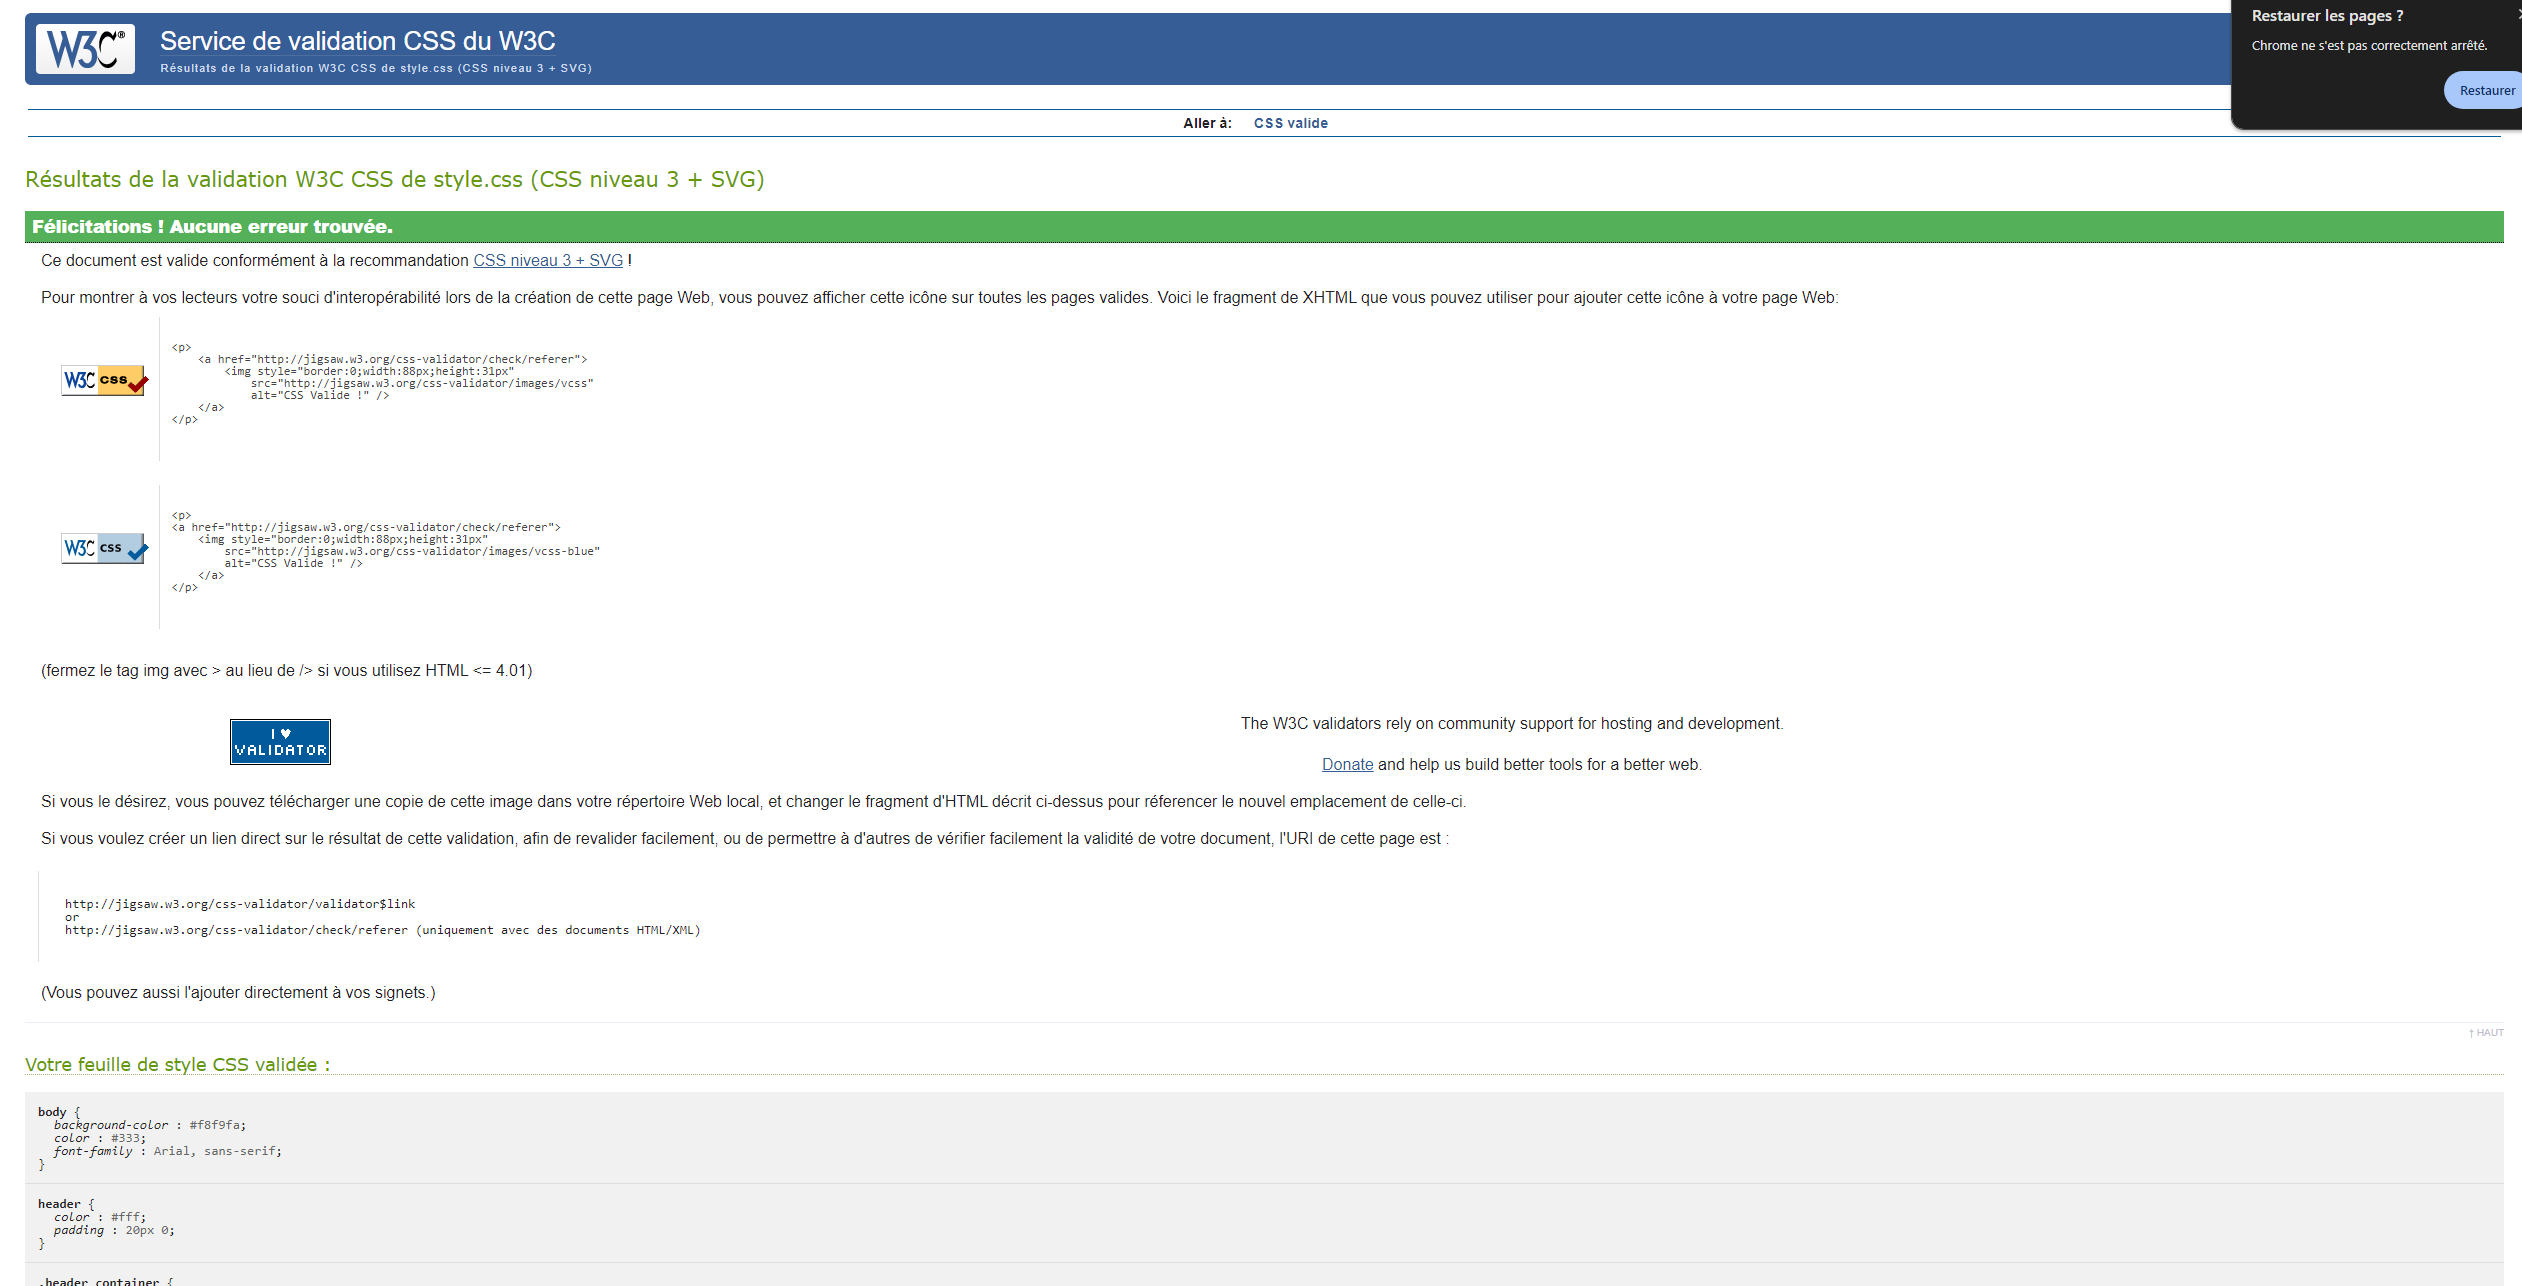 W3C®
Service de validation CSS du W3C
Résultats de la validation W3C CSS de style.css (CSS niveau 3 + SVG)
Restaurer les pages ?
Chrome ne s'est pas correctement arrêté.
Restaurer
Aller à: CSS valide
Résultats de la validation W3C CSS de style.css (CSS niveau 3 + SVG)
Félicitations ! Aucune erreur trouvée.
Ce document est valide conformément à la recommandation CSS niveau 3 + SVG !
Pour montrer à vos lecteurs votre souci d'interopérabilité lors de la création de cette page Web, vous pouvez afficher cette icône sur toutes les pages valides. Voici le fragment de XHTML que vous pouvez utiliser pour ajouter cette icône à votre page Web:
W3C css
<p>
<a href="http://jigsaw.w3.org/css-validator/check/referer">
<img style="border:0;width:88px;height:31px"
src="http://jigsaw.w3.org/css-validator/images/vcss"
alt="CSS Valide !" />
</a>
</p>
W3C css
<p>
<a href="http://jigsaw.w3.org/css-validator/check/referer">
<img style="border:0;width:88px;height:31px"
src="http://jigsaw.w3.org/css-validator/images/vcss-blue"
alt="CSS Valide !" />
</a>
</p>
(fermez le tag img avec > au lieu de /> si vous utilisez HTML <= 4.01)
I ♥
VALIDATOR
The W3C validators rely on community support for hosting and development.
Donate and help us build better tools for a better web.
Si vous le désirez, vous pouvez télécharger une copie de cette image dans votre répertoire Web local, et changer le fragment d'HTML décrit ci-dessus pour réferencer le nouvel emplacement de celle-ci.
Si vous voulez créer un lien direct sur le résultat de cette validation, afin de revalider facilement, ou de permettre à d'autres de vérifier facilement la validité de votre document, l'URI de cette page est :
http://jigsaw.w3.org/css-validator/validator$link
or
http://jigsaw.w3.org/css-validator/check/referer (uniquement avec des documents HTML/XML)
(Vous pouvez aussi l'ajouter directement à vos signets.)
↑ HAUT
Votre feuille de style CSS validée :
body {
background-color : #f8f9fa;
color : #333;
font-family : Arial, sans-serif;
}
header {
color : #fff;
padding : 20px 0;
}
.header container {